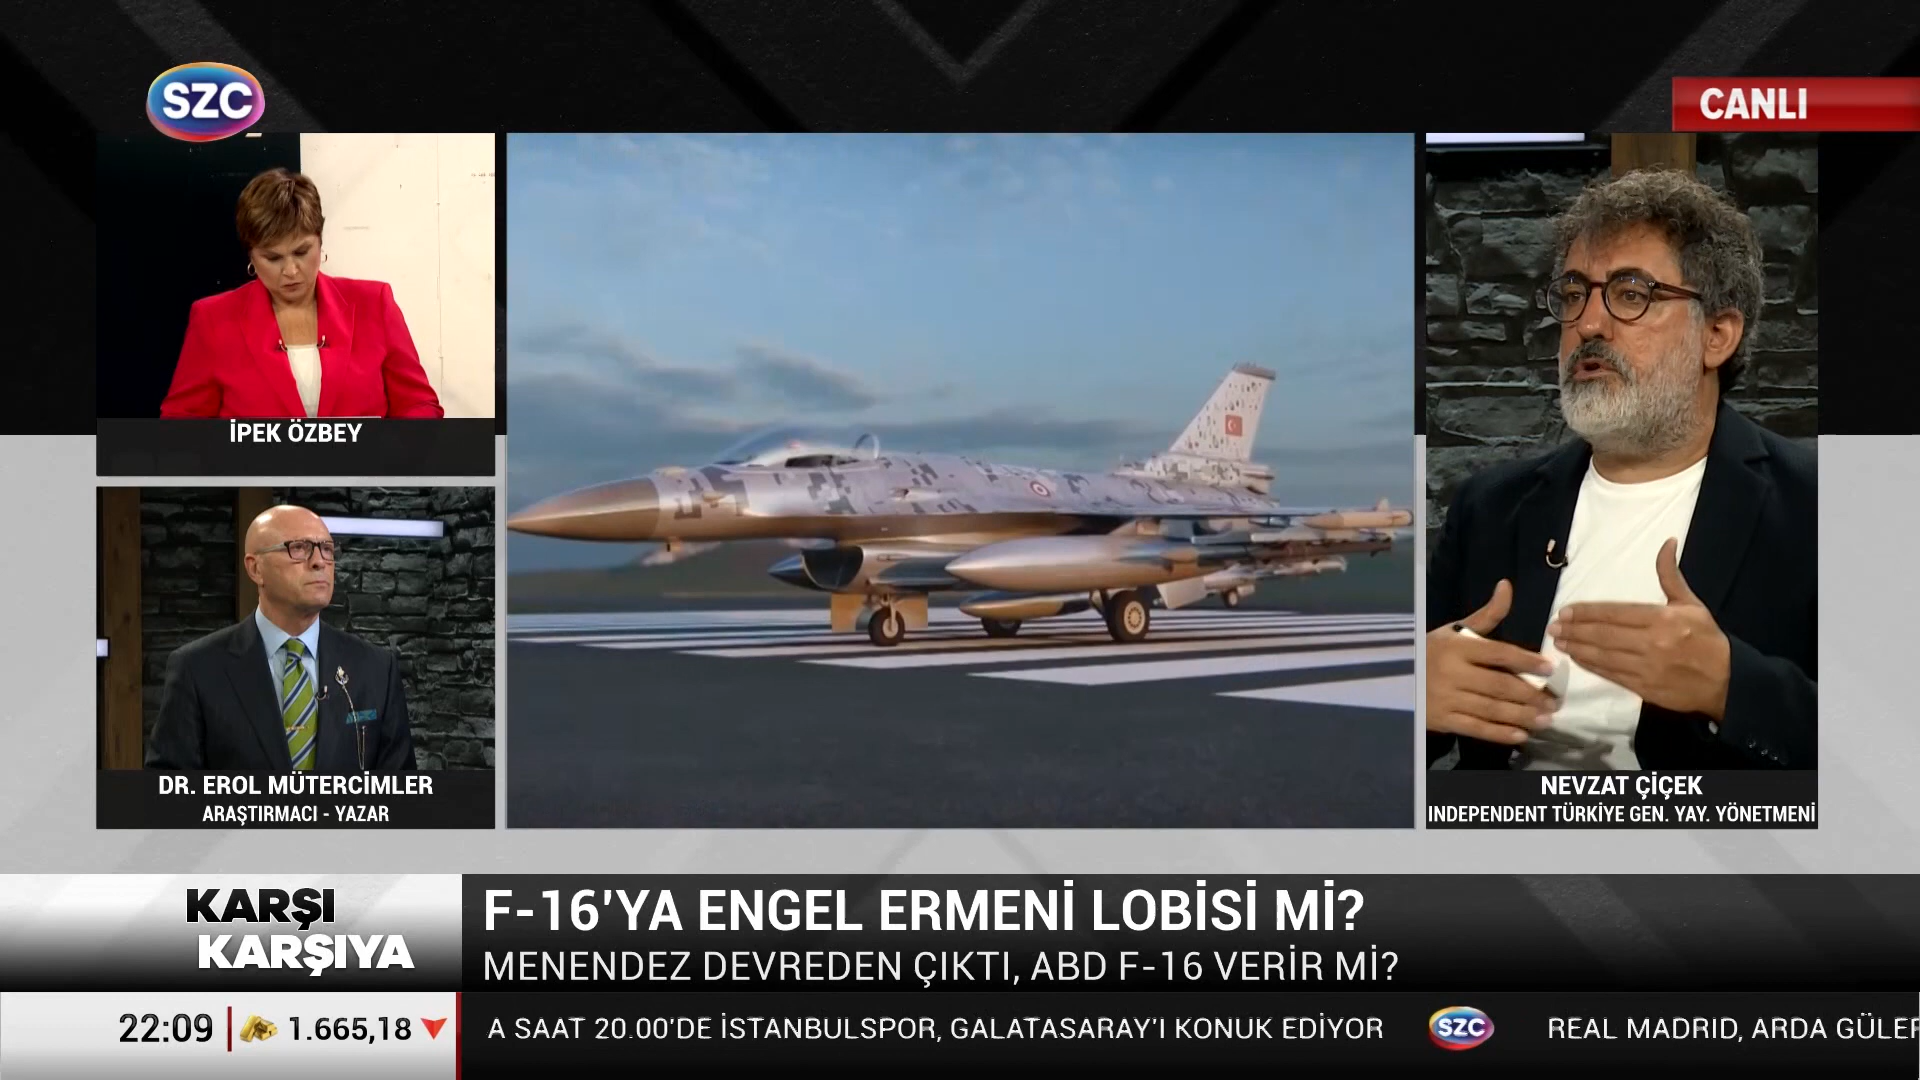 SZC
CANLI
İPEK ÖZBEY
DR. EROL MÜTERCİMLER
ARAŞTIRMACI - YAZAR
NEVZAT ÇİÇEK
INDEPENDENT TÜRKİYE GEN. YAY. YÖNETMENİ
KARŞI
KARŞIYA
F-16'YA ENGEL ERMENİ LOBİSİ Mİ?
MENENDEZ DEVREDEN ÇIKTI, ABD F-16 VERİR Mİ?
22:09 1.665,18
A SAAT 20.00'DE İSTANBULSPOR, GALATASARAY'I KONUK EDİYOR SZC REAL MADRID, ARDA GÜLER